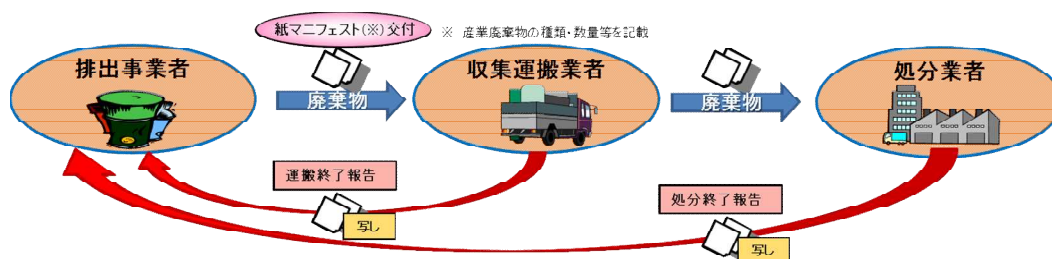 紙マニフェスト(※)交付
※ 産業廃棄物の種類・数量等を記載
排出事業者
収集運搬業者
処分業者
廃棄物
廃棄物
運搬終了報告
写し
処分終了報告
写し